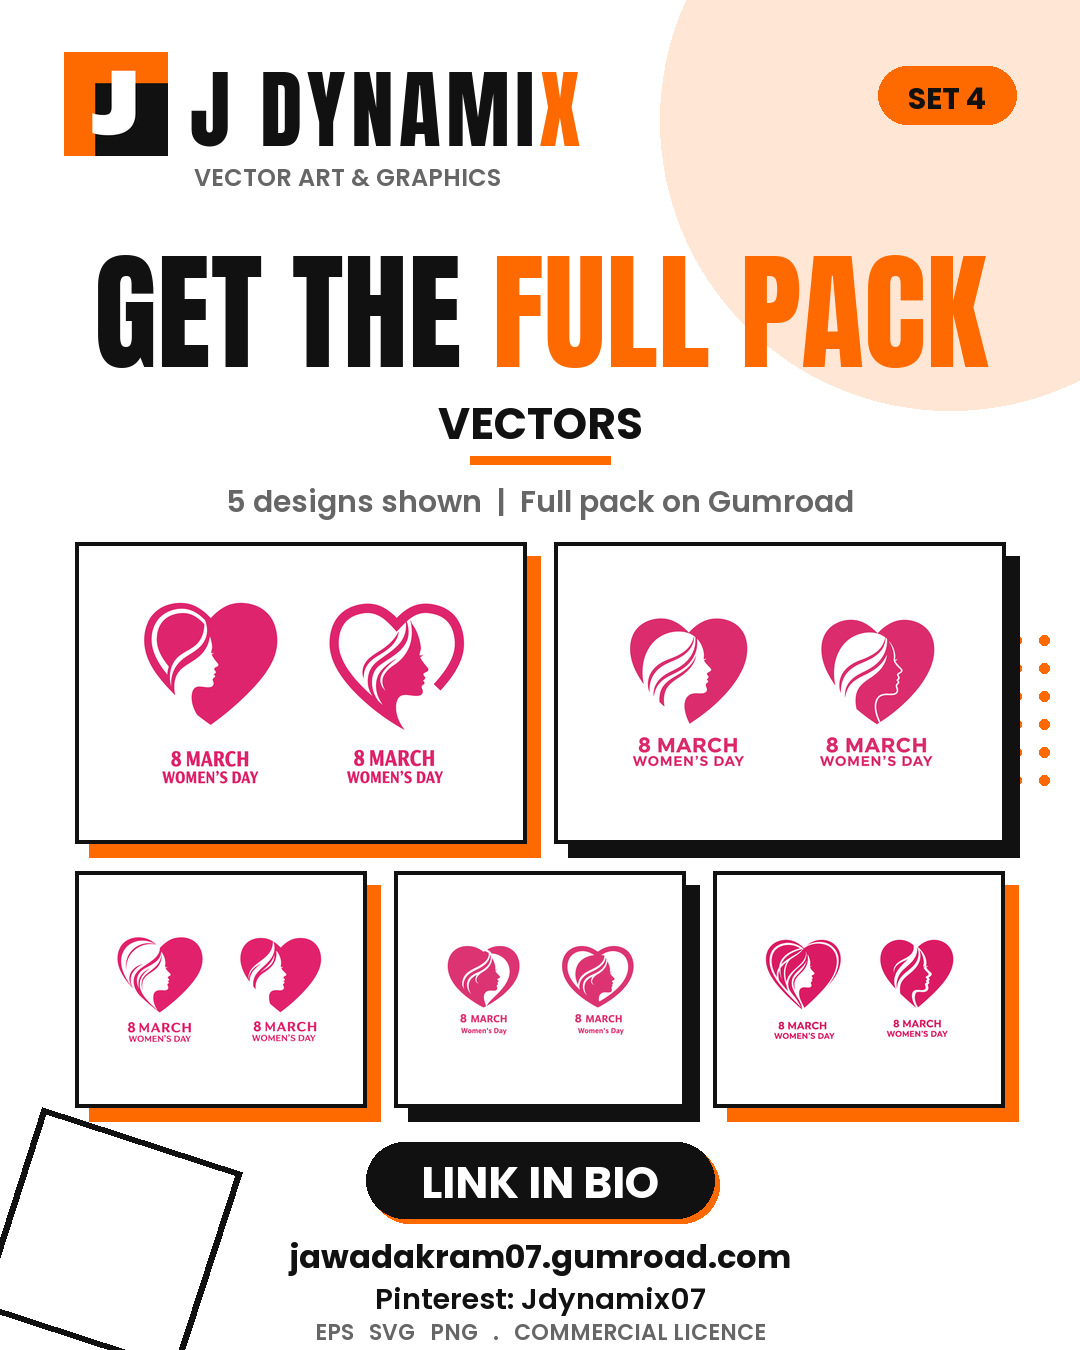 J
J DYNAMIX
VECTOR ART & GRAPHICS
SET 4
GET THE FULL PACK
VECTORS
5 designs shown | Full pack on Gumroad
8 MARCH
WOMEN'S DAY
8 MARCH
WOMEN'S DAY
8 MARCH
WOMEN'S DAY
8 MARCH
WOMEN'S DAY
8 MARCH
WOMEN'S DAY
8 MARCH
WOMEN'S DAY
8 MARCH
Women's Day
8 MARCH
Women's Day
8 MARCH
WOMEN'S DAY
8 MARCH
WOMEN'S DAY
LINK IN BIO
jawadakram07.gumroad.com
Pinterest: Jdynamix07
EPS SVG PNG . COMMERCIAL LICENCE